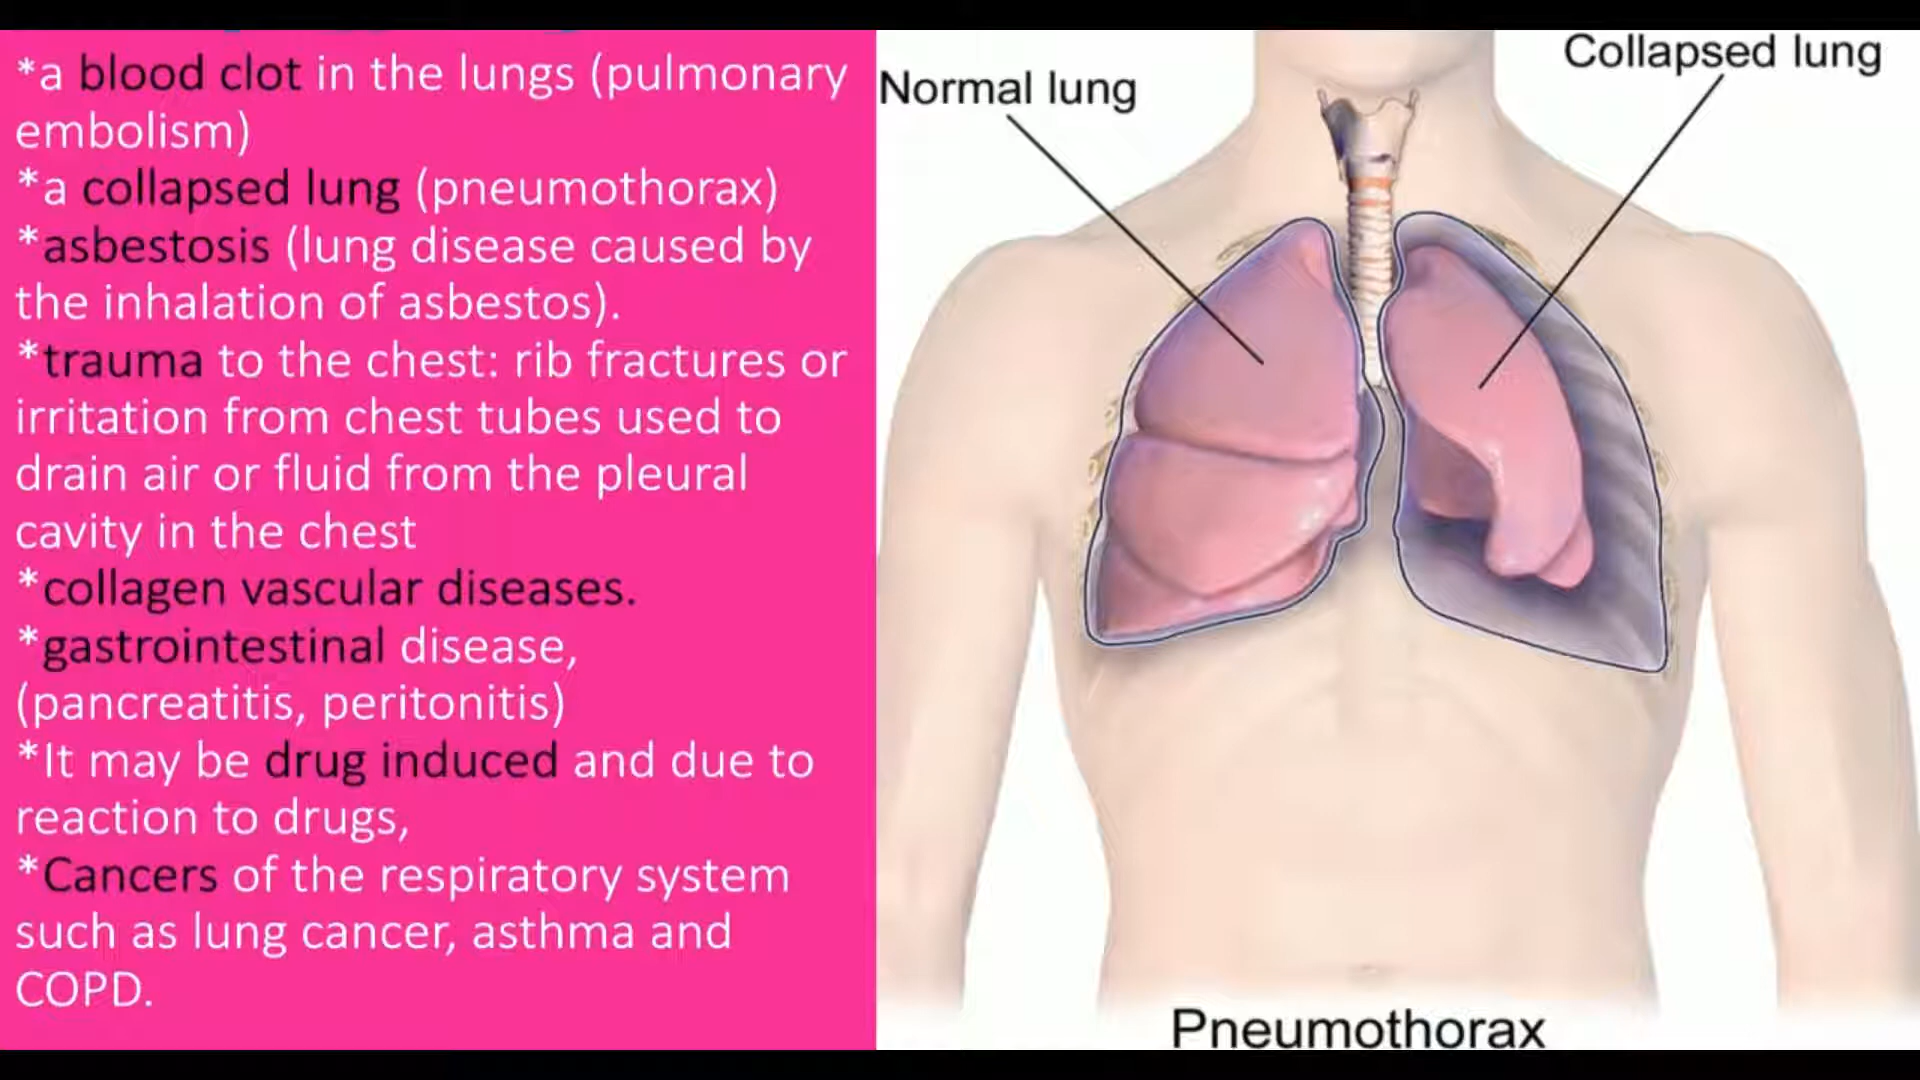 *a blood clot in the lungs (pulmonary
embolism)
*a collapsed lung (pneumothorax)
*asbestosis (lung disease caused by
the inhalation of asbestos).
*trauma to the chest: rib fractures or
irritation from chest tubes used to
drain air or fluid from the pleural
cavity in the chest
*collagen vascular diseases.
*gastrointestinal disease,
(pancreatitis, peritonitis)
*It may be drug induced and due to
reaction to drugs,
*Cancers of the respiratory system
such as lung cancer, asthma and
COPD.
Normal lung
Collapsed lung
Pneumothorax